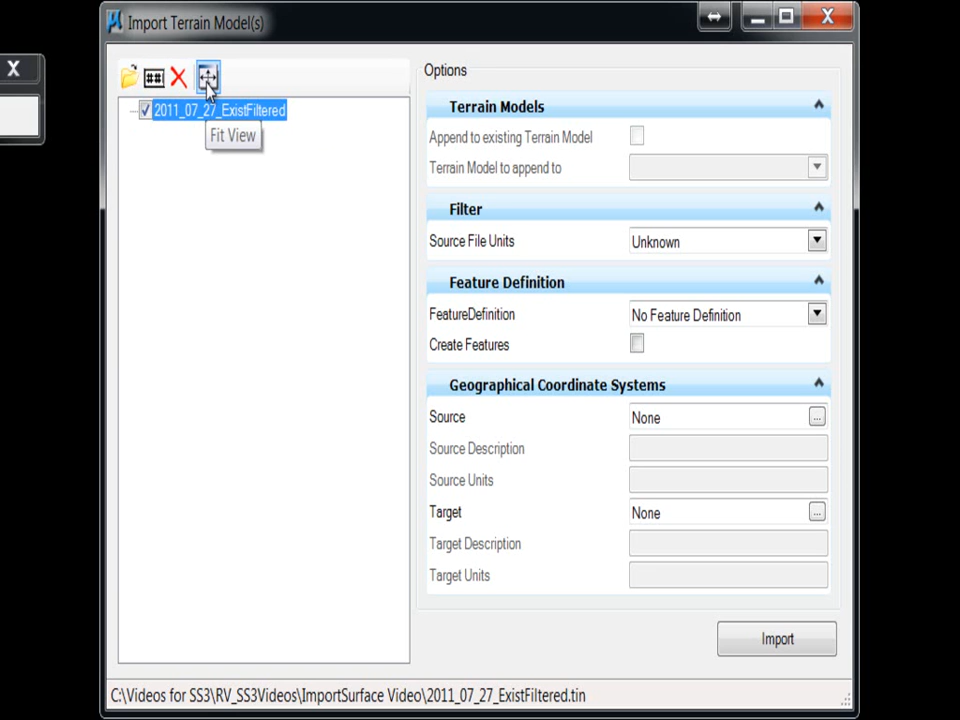 Import Terrain Model(s)
X
Options
2011_07_27_ExistFiltered
Fit View
Terrain Models
Append to existing Terrain Model
Terrain Model to append to
Filter
Source File Units
Unknown
Feature Definition
FeatureDefinition
No Feature Definition
Create Features
Geographical Coordinate Systems
Source
None
...
Source Description
Source Units
Target
None
...
Target Description
Target Units
Import
C:\Videos for SS3\RV_SS3Videos\ImportSurface Video\2011_07_27_ExistFiltered.tin